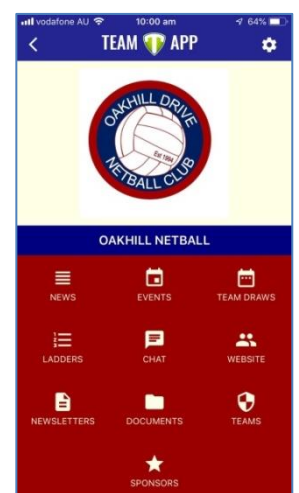 vodafone AU 10:00 am 64%
TEAM T APP
OAKHILL DRIVE
Est 1994
NETBALL CLUB
OAKHILL NETBALL
NEWS EVENTS TEAM DRAWS
LADDERS CHAT WEBSITE
NEWSLETTERS DOCUMENTS TEAMS
SPONSORS